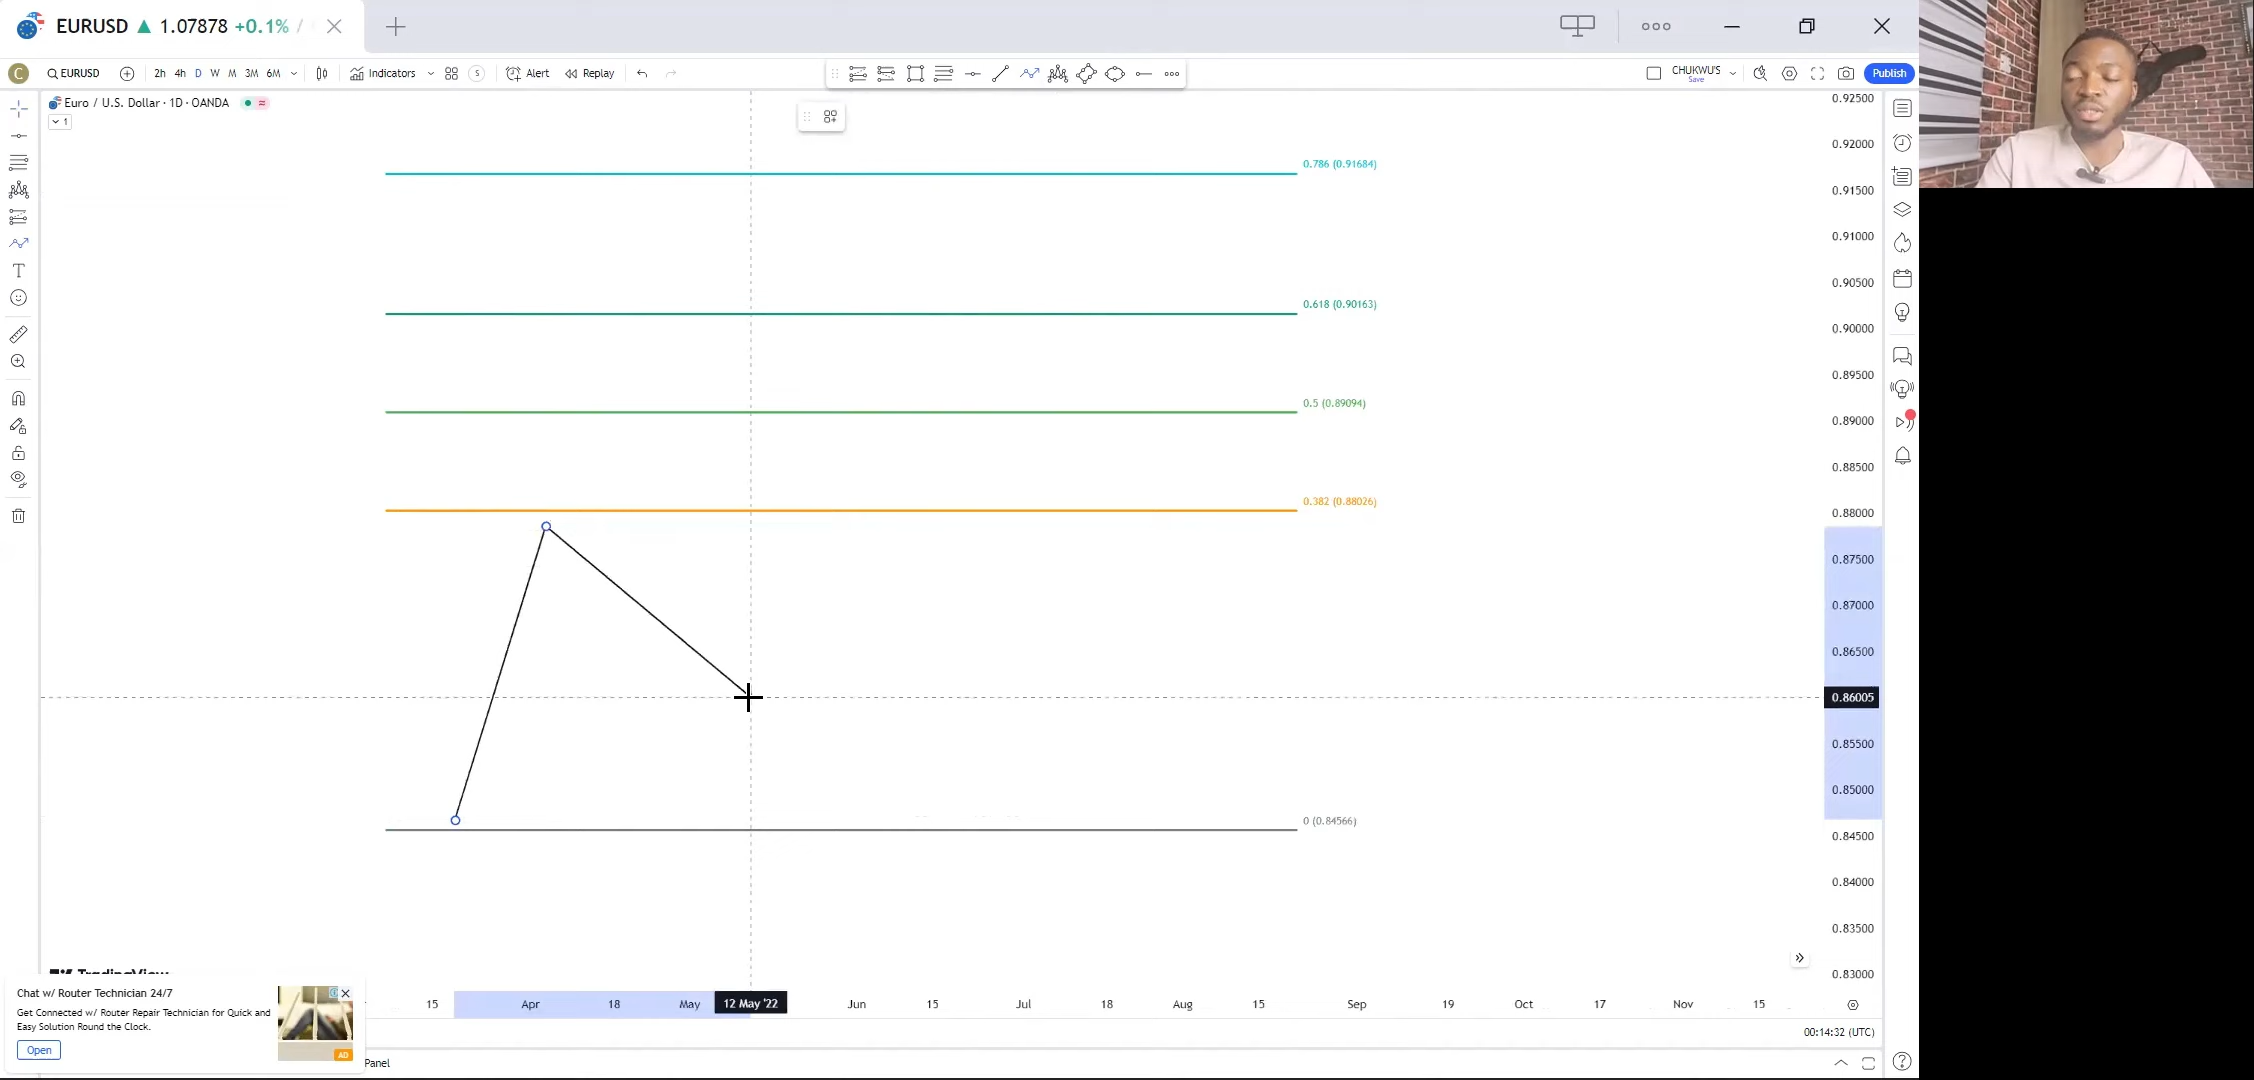 EURUSD ▲ 1.07878 +0.1% /
C EURUSD 2h 4h D W M 3M 6M Indicators S Alert Replay CHUKWU'S Save Publish
Euro / U.S. Dollar · 1D · OANDA
1
0.92500
0.786 (0.91684)
0.92000
0.91500
0.91000
0.90500
0.618 (0.90163)
0.90000
0.89500
0.5 (0.89094)
0.89000
0.88500
0.382 (0.88026)
0.88000
0.87500
0.87000
0.86500
0.86005
0.85500
0.85000
0 (0.84566)
0.84500
0.84000
0.83500
0.83000
TradingView
15 Apr 18 May 12 May '22 Jun 15 Jul 18 Aug 15 Sep 19 Oct 17 Nov 15
Chat w/ Router Technician 24/7
Get Connected w/ Router Repair Technician for Quick and
Easy Solution Round the Clock.
Open
AD
00:14:32 (UTC)
Panel